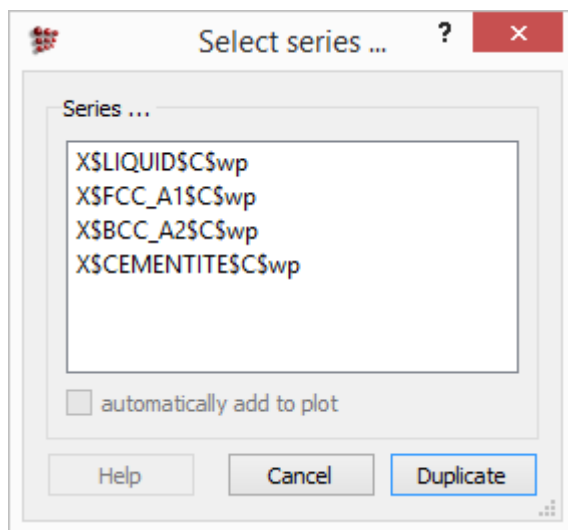 Select series ... ? ×
Series ...
X$LIQUID$C$wp
X$FCC_A1$C$wp
X$BCC_A2$C$wp
X$CEMENTITE$C$wp
automatically add to plot
Help Cancel Duplicate